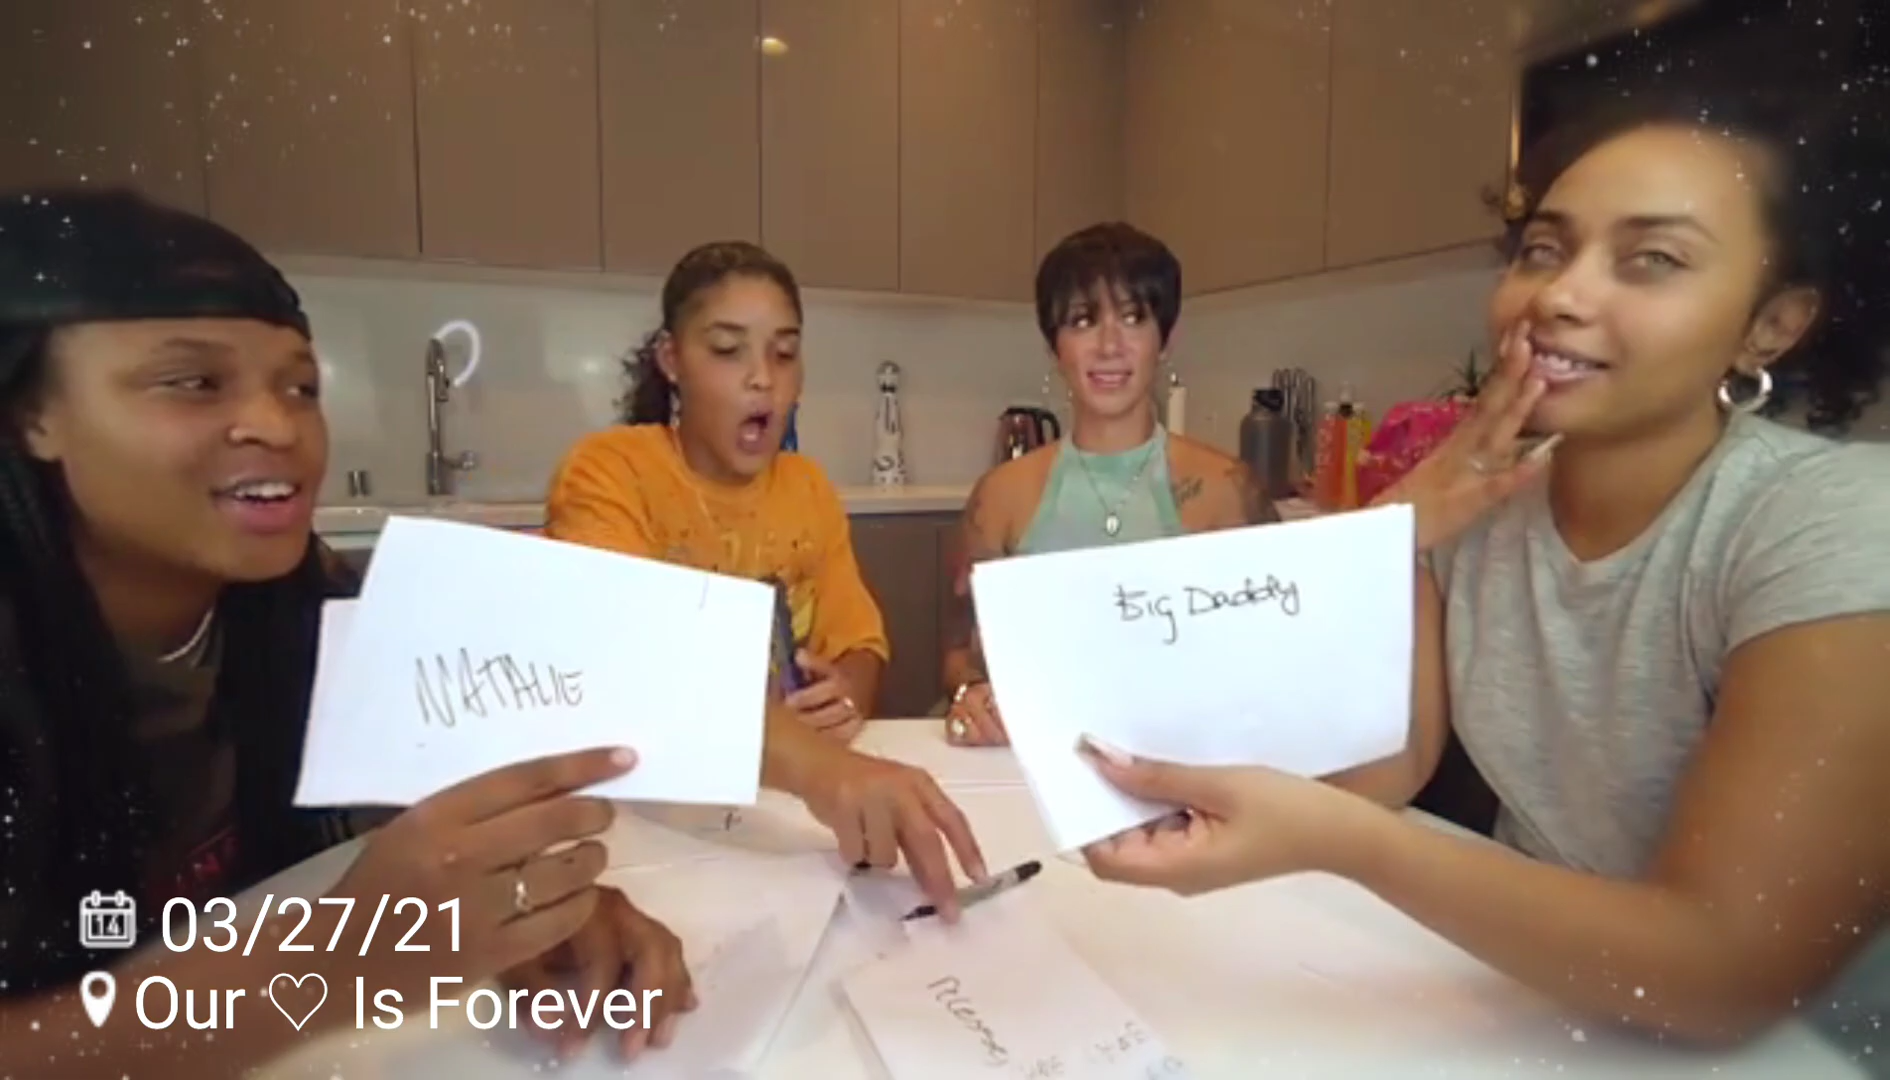 NATALIE
Big Daddy
03/27/21
Our ♡ Is Forever